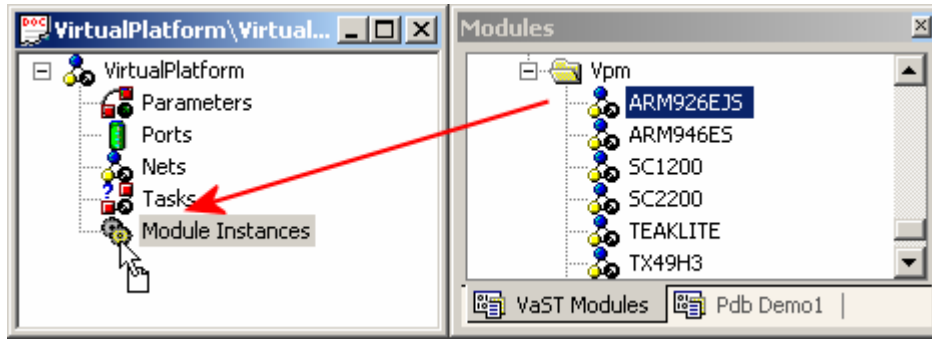 VirtualPlatform\Virtual...
VirtualPlatform
Parameters
Ports
Nets
Tasks
Module Instances
Modules
Vpm
ARM926EJS
ARM946ES
SC1200
SC2200
TEAKLITE
TX49H3
VaST Modules
Pdb Demo1